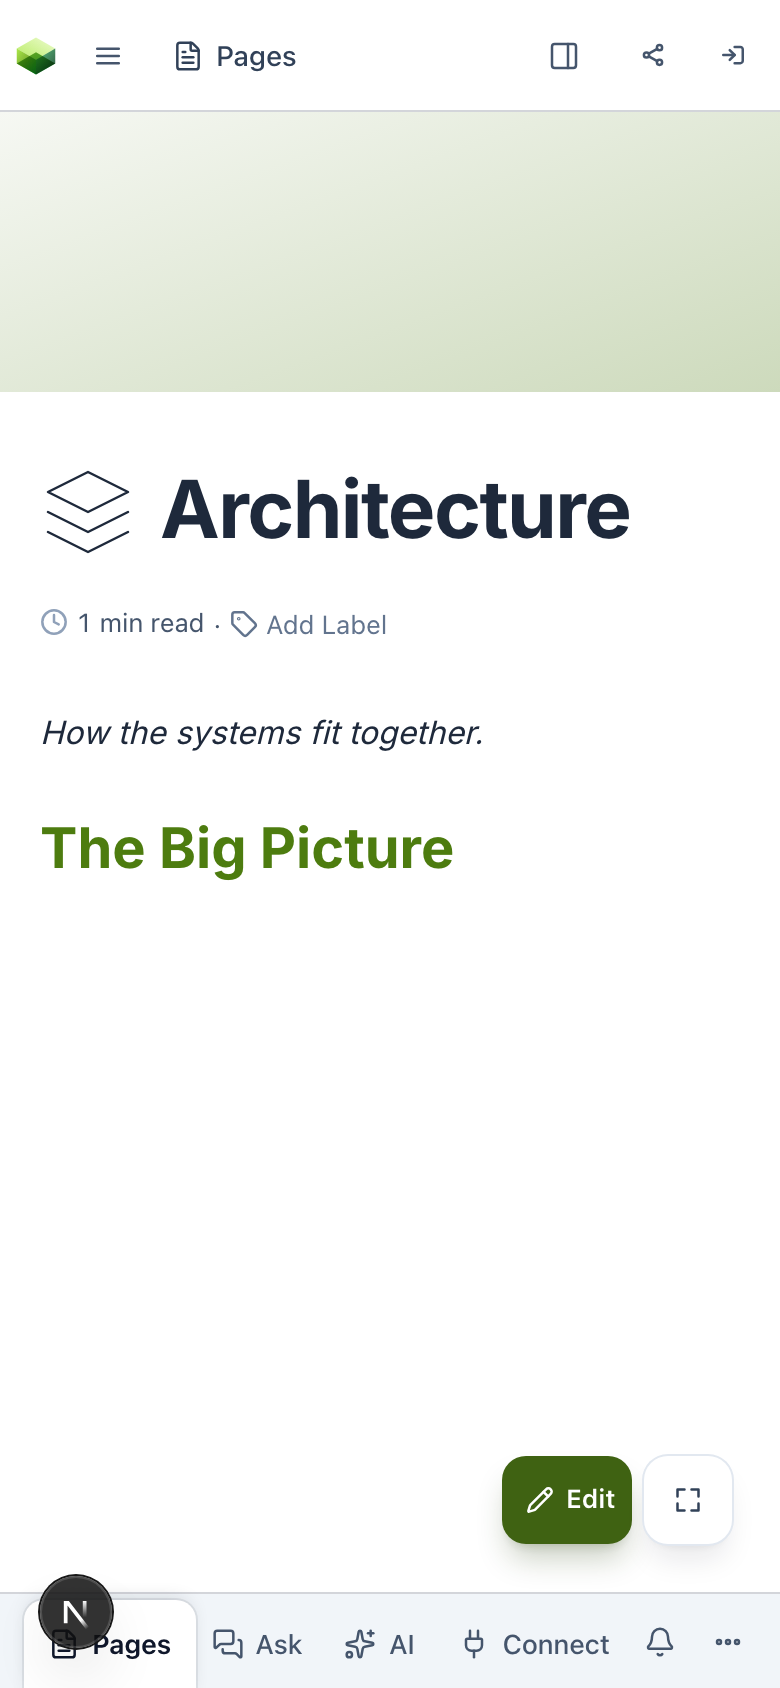 Pages
Architecture
1 min read · Add Label
How the systems fit together.
The Big Picture
Edit
N
Pages
Ask
AI
Connect